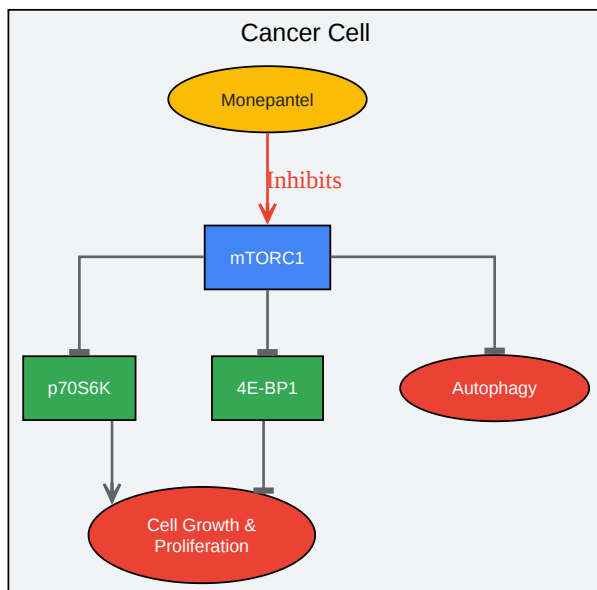 Cancer Cell
Monepantel
Inhibits
mTORC1
p70S6K
4E-BP1
Autophagy
Cell Growth &
Proliferation